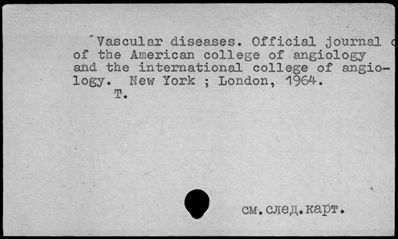 Vascular diseases. Official journal
of the American college of angiology
and the international college of angio-
logy. New York ; London, 1964.
T.
см.след.карт.